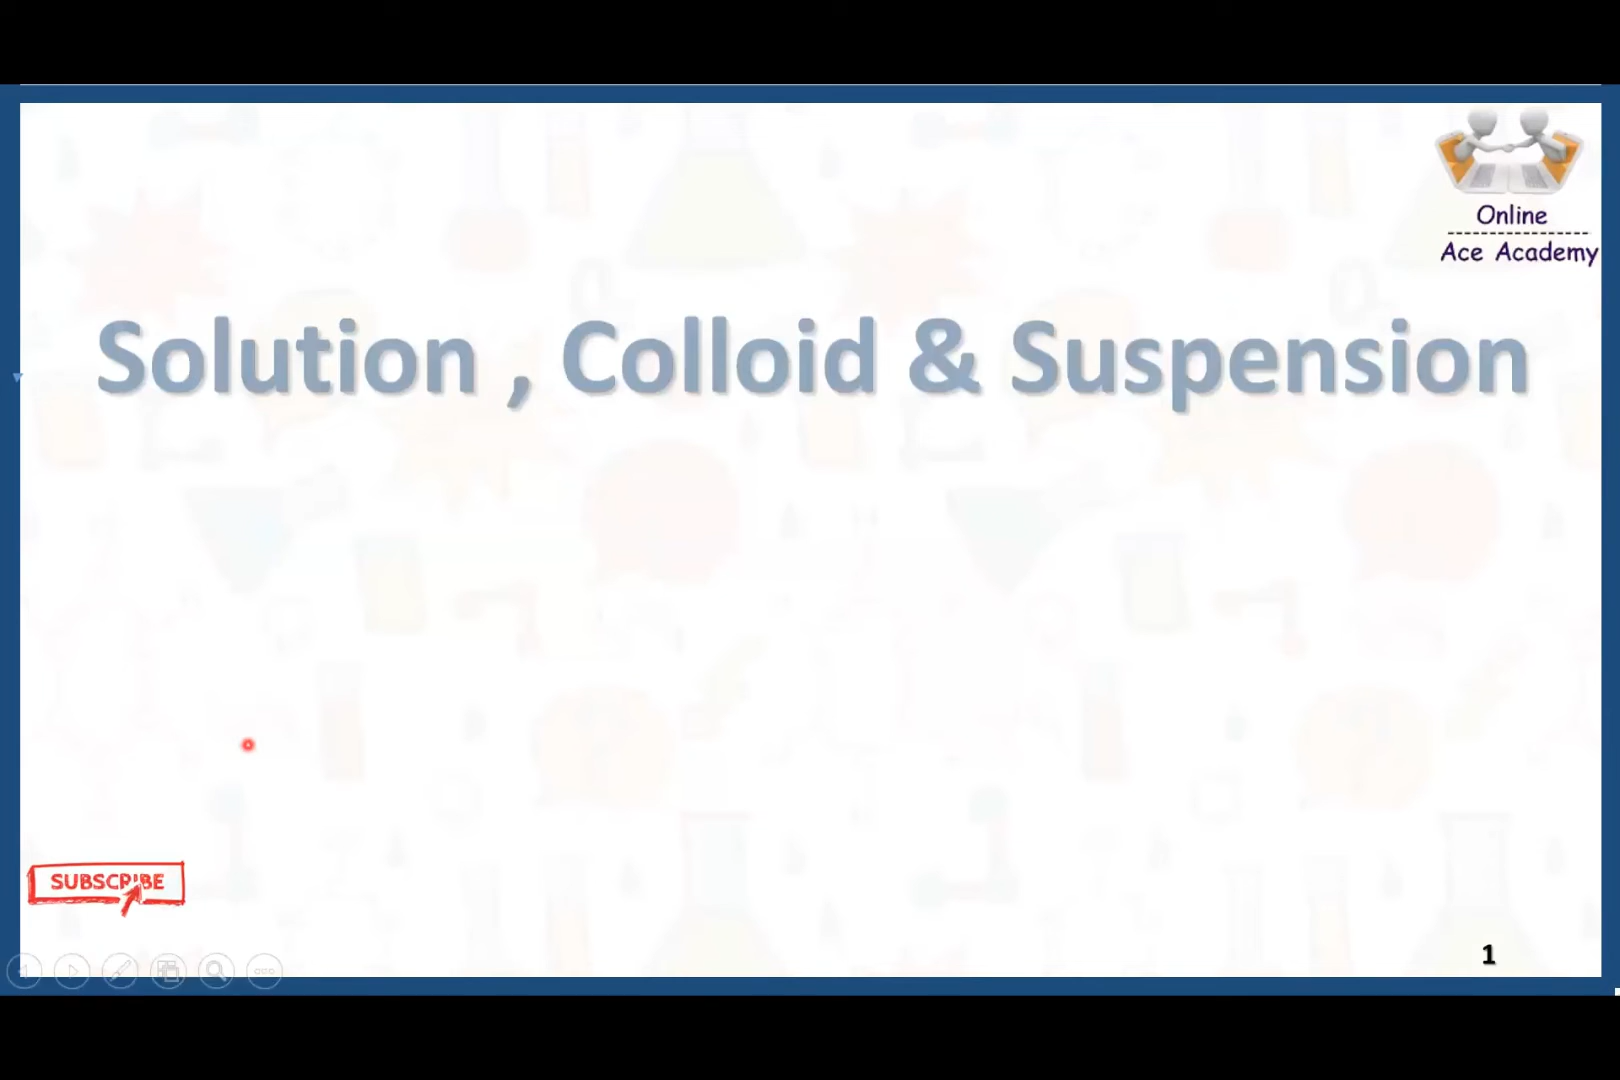 Online
Ace Academy
Solution , Colloid & Suspension
SUBSCRIBE
1